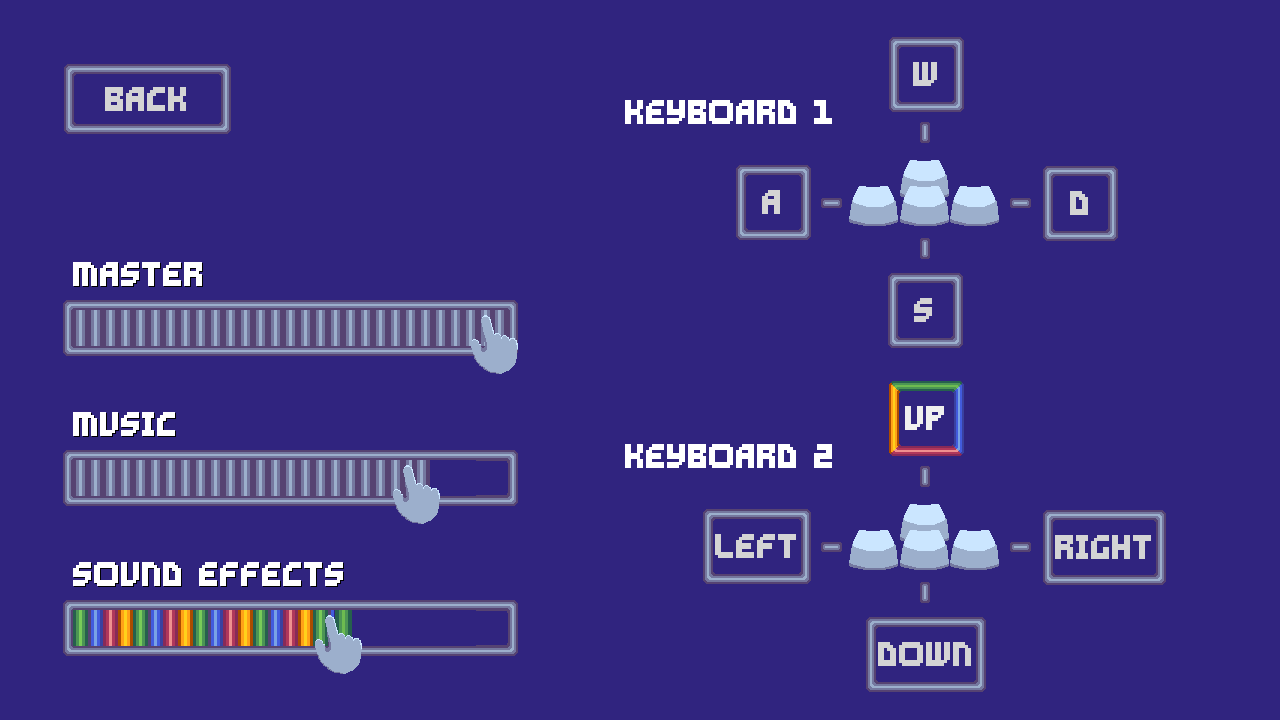 BACK
MASTER
MUSIC
SOUND EFFECTS
KEYBOARD 1
W
A
D
S
KEYBOARD 2
UP
LEFT
RIGHT
DOWN